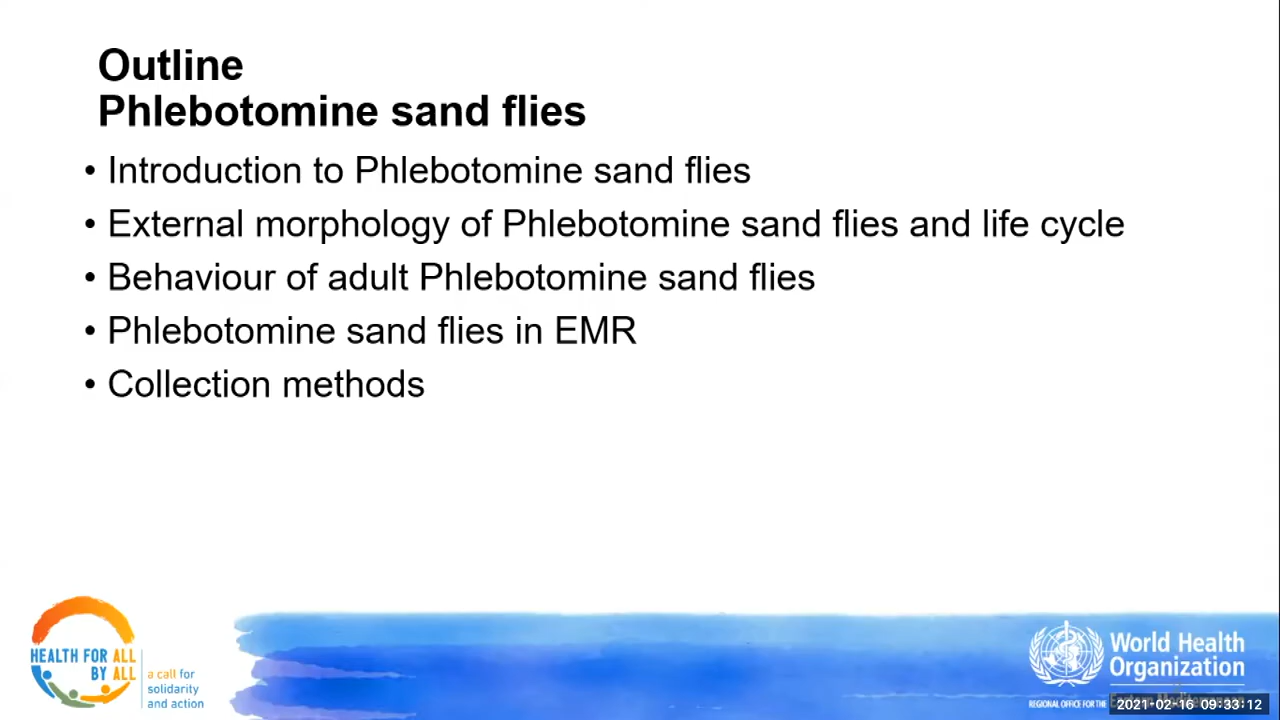 Outline
Phlebotomine sand flies
• Introduction to Phlebotomine sand flies
• External morphology of Phlebotomine sand flies and life cycle
• Behaviour of adult Phlebotomine sand flies
• Phlebotomine sand flies in EMR
• Collection methods
HEALTH FOR ALL
BY ALL
a call for
solidarity
and action
World Health
Organization
REGIONAL OFFICE FOR THE
2021-02-16 09:33:12